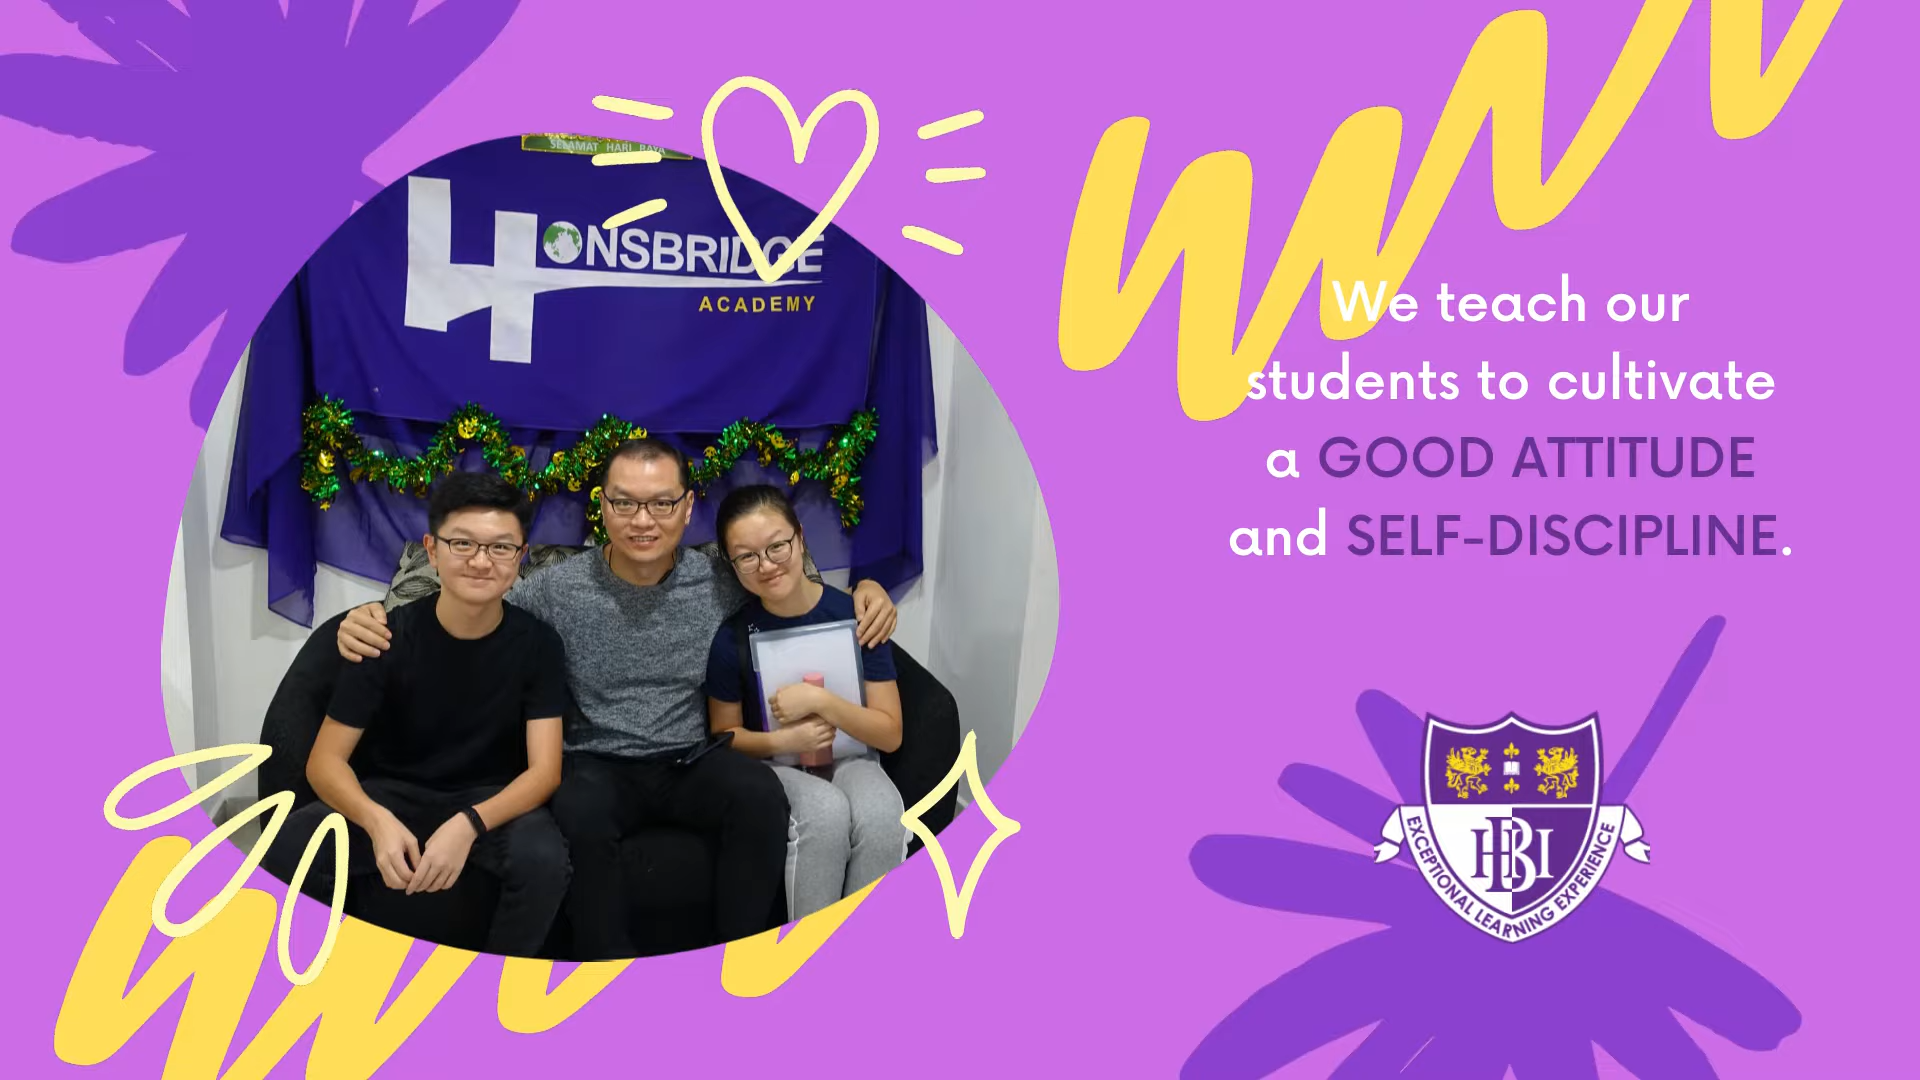 SELAMAT HARI RAYA
HONSBRIDGE
ACADEMY
We teach our
students to cultivate
a GOOD ATTITUDE
and SELF-DISCIPLINE.
HBI
EXCEPTIONAL LEARNING EXPERIENCE